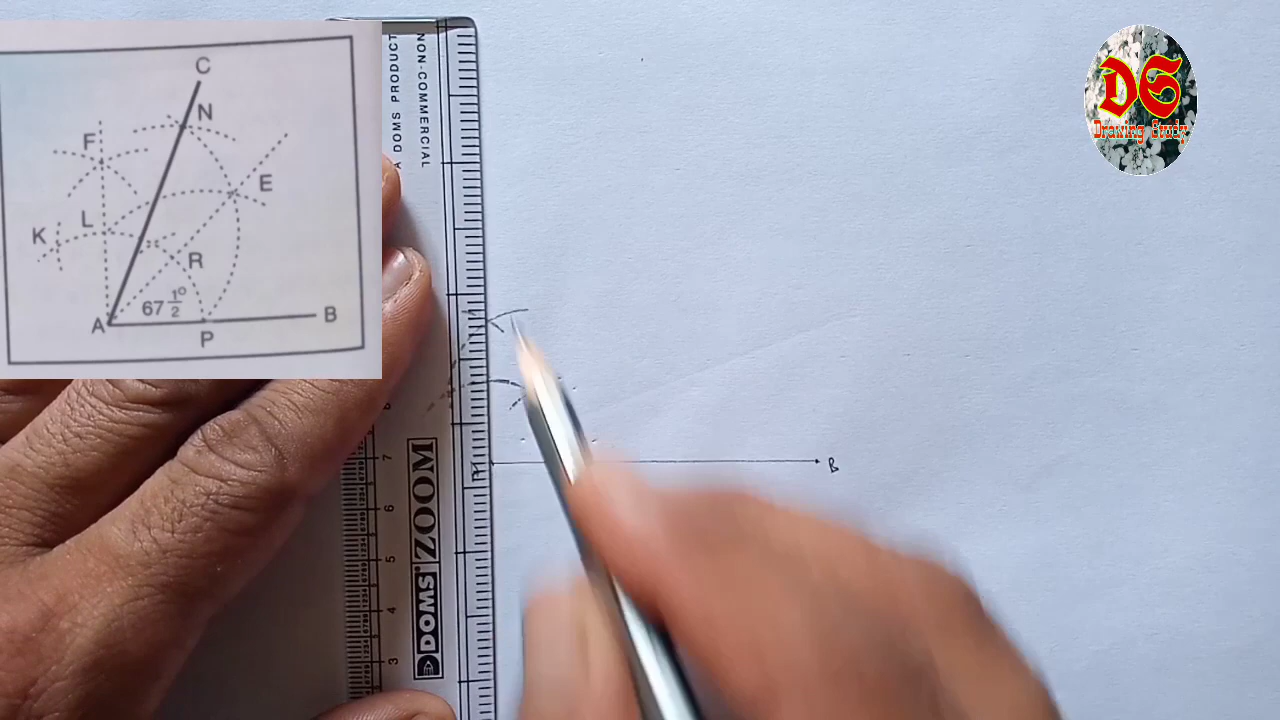 C
N
F
E
L
K
R
67 1/2°
A
B
P
A DOMS PRODUCT
NON-COMMERCIAL
DS
Drawing Study
B
DOMS ZOOM
7
6
5
4
3